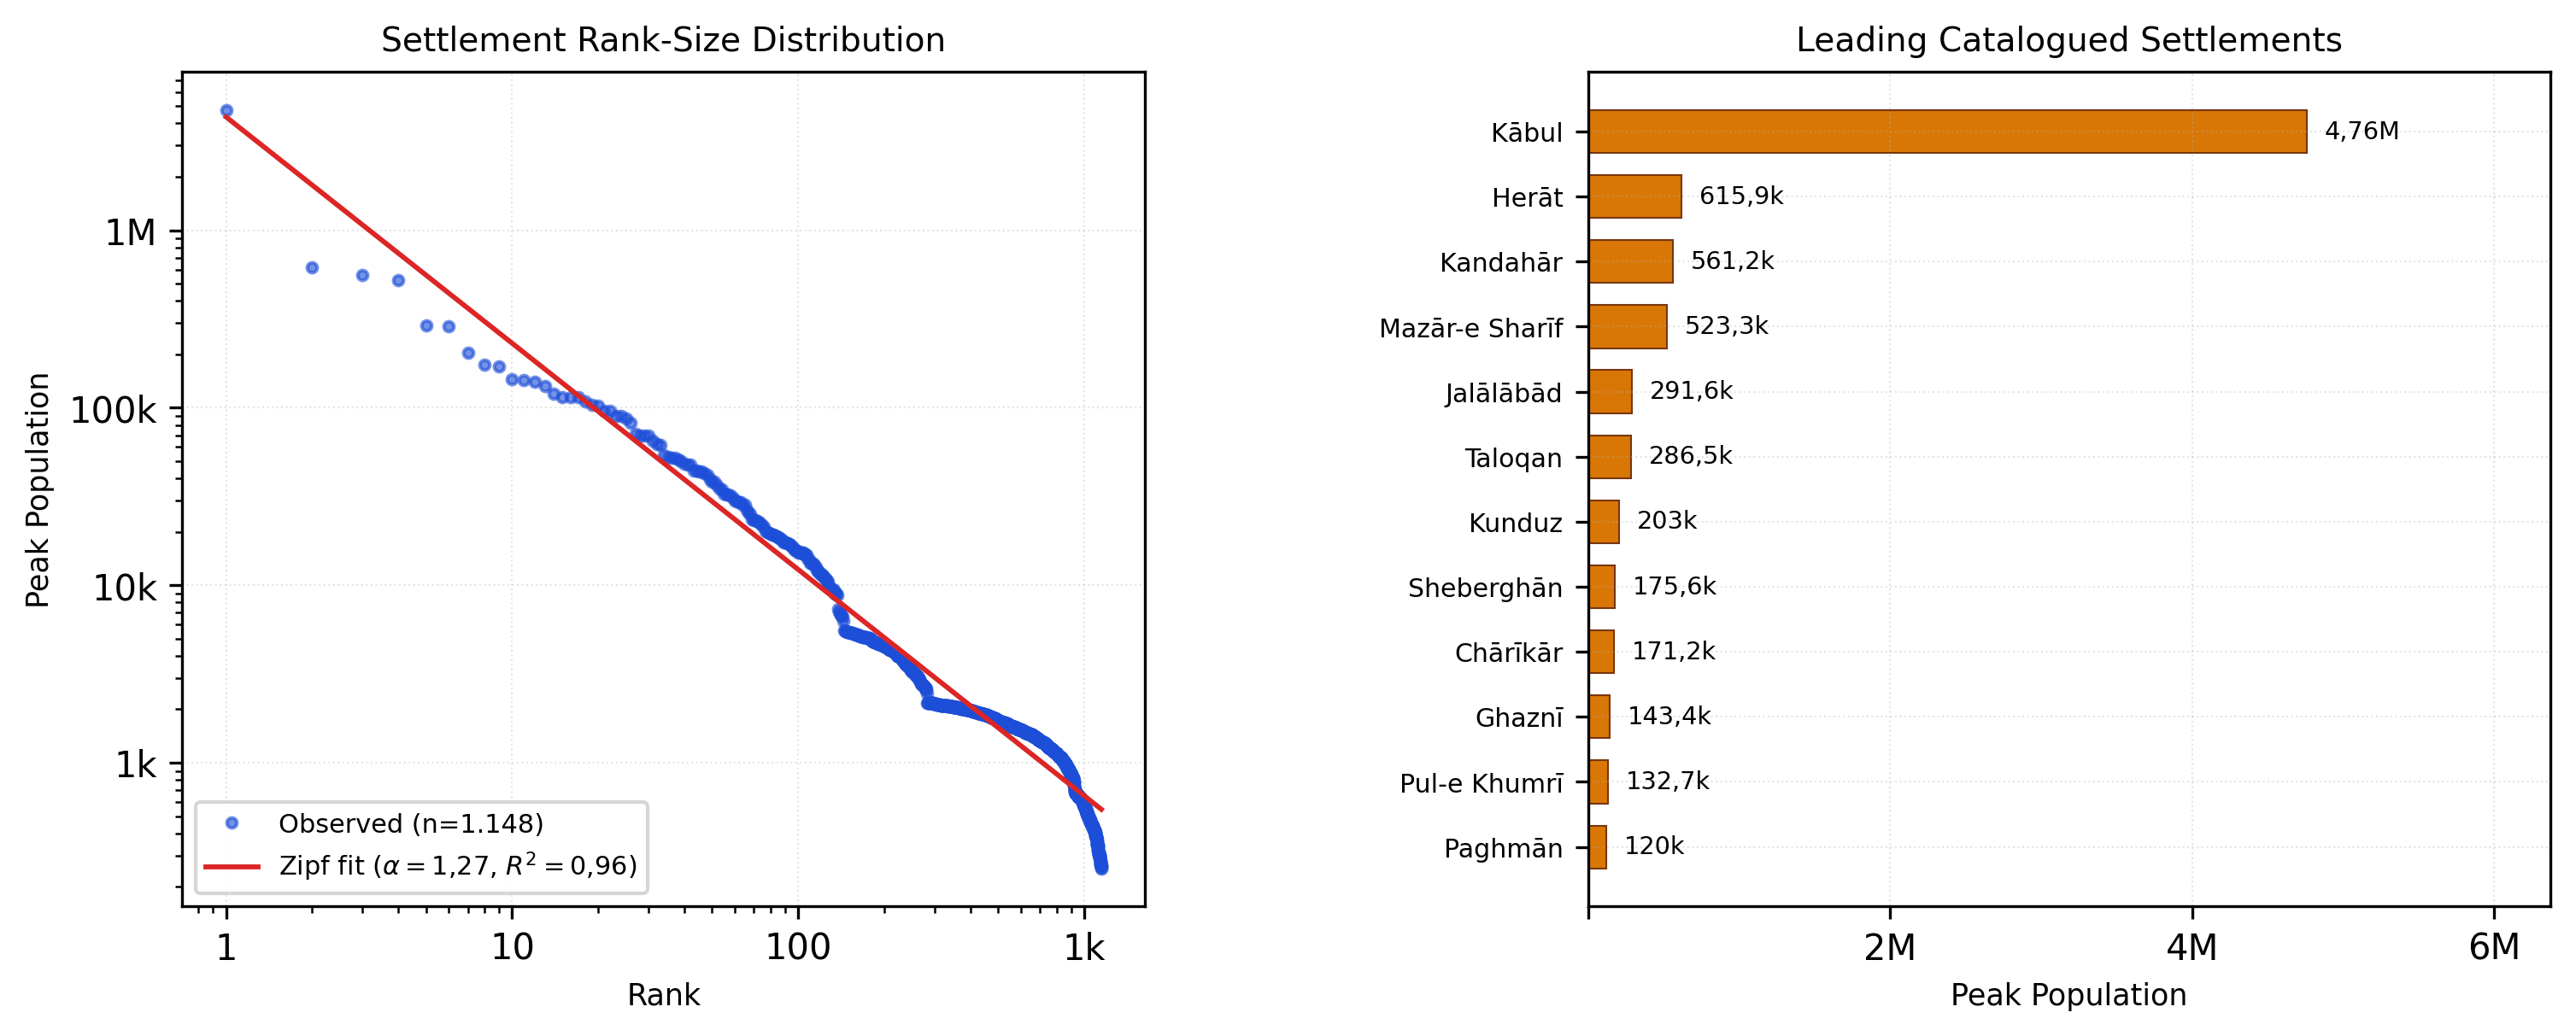 Settlement Rank-Size Distribution
Peak Population
1M
100k
10k
1k
Observed (n=1.148)
Zipf fit (α = 1,27, R² = 0,96)
1
10
100
1k
Rank
Leading Catalogued Settlements
Kābul
4,76M
Herāt
615,9k
Kandahār
561,2k
Mazār-e Sharīf
523,3k
Jalālābād
291,6k
Taloqan
286,5k
Kunduz
203k
Sheberghān
175,6k
Chārīkār
171,2k
Ghaznī
143,4k
Pul-e Khumrī
132,7k
Paghmān
120k
2M
4M
6M
Peak Population